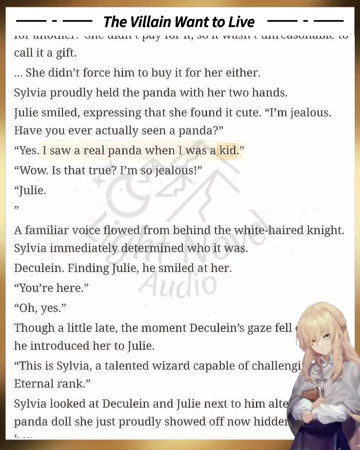 The Villain Want to Live
another? She didn't pay for it, so it wasn't unreasonable to
call it a gift.
... She didn't force him to buy it for her either.
Sylvia proudly held the panda with her two hands.
Julie smiled, expressing that she found it cute. "I'm jealous.
Have you ever actually seen a panda?"
"Yes. I saw a real panda when I was a kid."
"Wow. Is that true? I'm so jealous!"
"Julie.
"
A familiar voice flowed from behind the white-haired knight.
Sylvia immediately determined who it was.
Deculein. Finding Julie, he smiled at her.
"You're here."
"Oh, yes."
Though a little late, the moment Deculein's gaze fell
he introduced her to Julie.
"This is Sylvia, a talented wizard capable of
Eternal rank."
Sylvia looked at Deculein and Julie next to him
panda doll she just proudly showed off now hidden
Light Novel
Audio